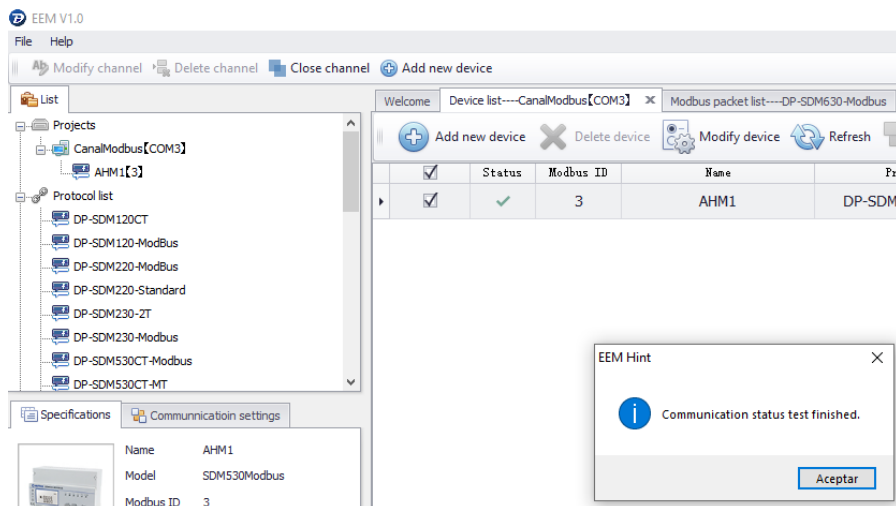 EEM V1.0
File Help
Modify channel Delete channel Close channel Add new device
List
Projects
CanalModbus【COM3】
AHM1【3】
Protocol list
DP-SDM120CT
DP-SDM120-ModBus
DP-SDM220-ModBus
DP-SDM220-Standard
DP-SDM230-2T
DP-SDM230-Modbus
DP-SDM530CT-Modbus
DP-SDM530CT-MT
Specifications Communnicatioin settings
Name AHM1
Model SDM530Modbus
Modbus ID 3
Welcome Device list----CanalModbus【COM3】 Modbus packet list----DP-SDM630-Modbus
Add new device Delete device Modify device Refresh
Status Modbus ID Name Pr
3 AHM1 DP-SDM
EEM Hint
Communication status test finished.
Aceptar